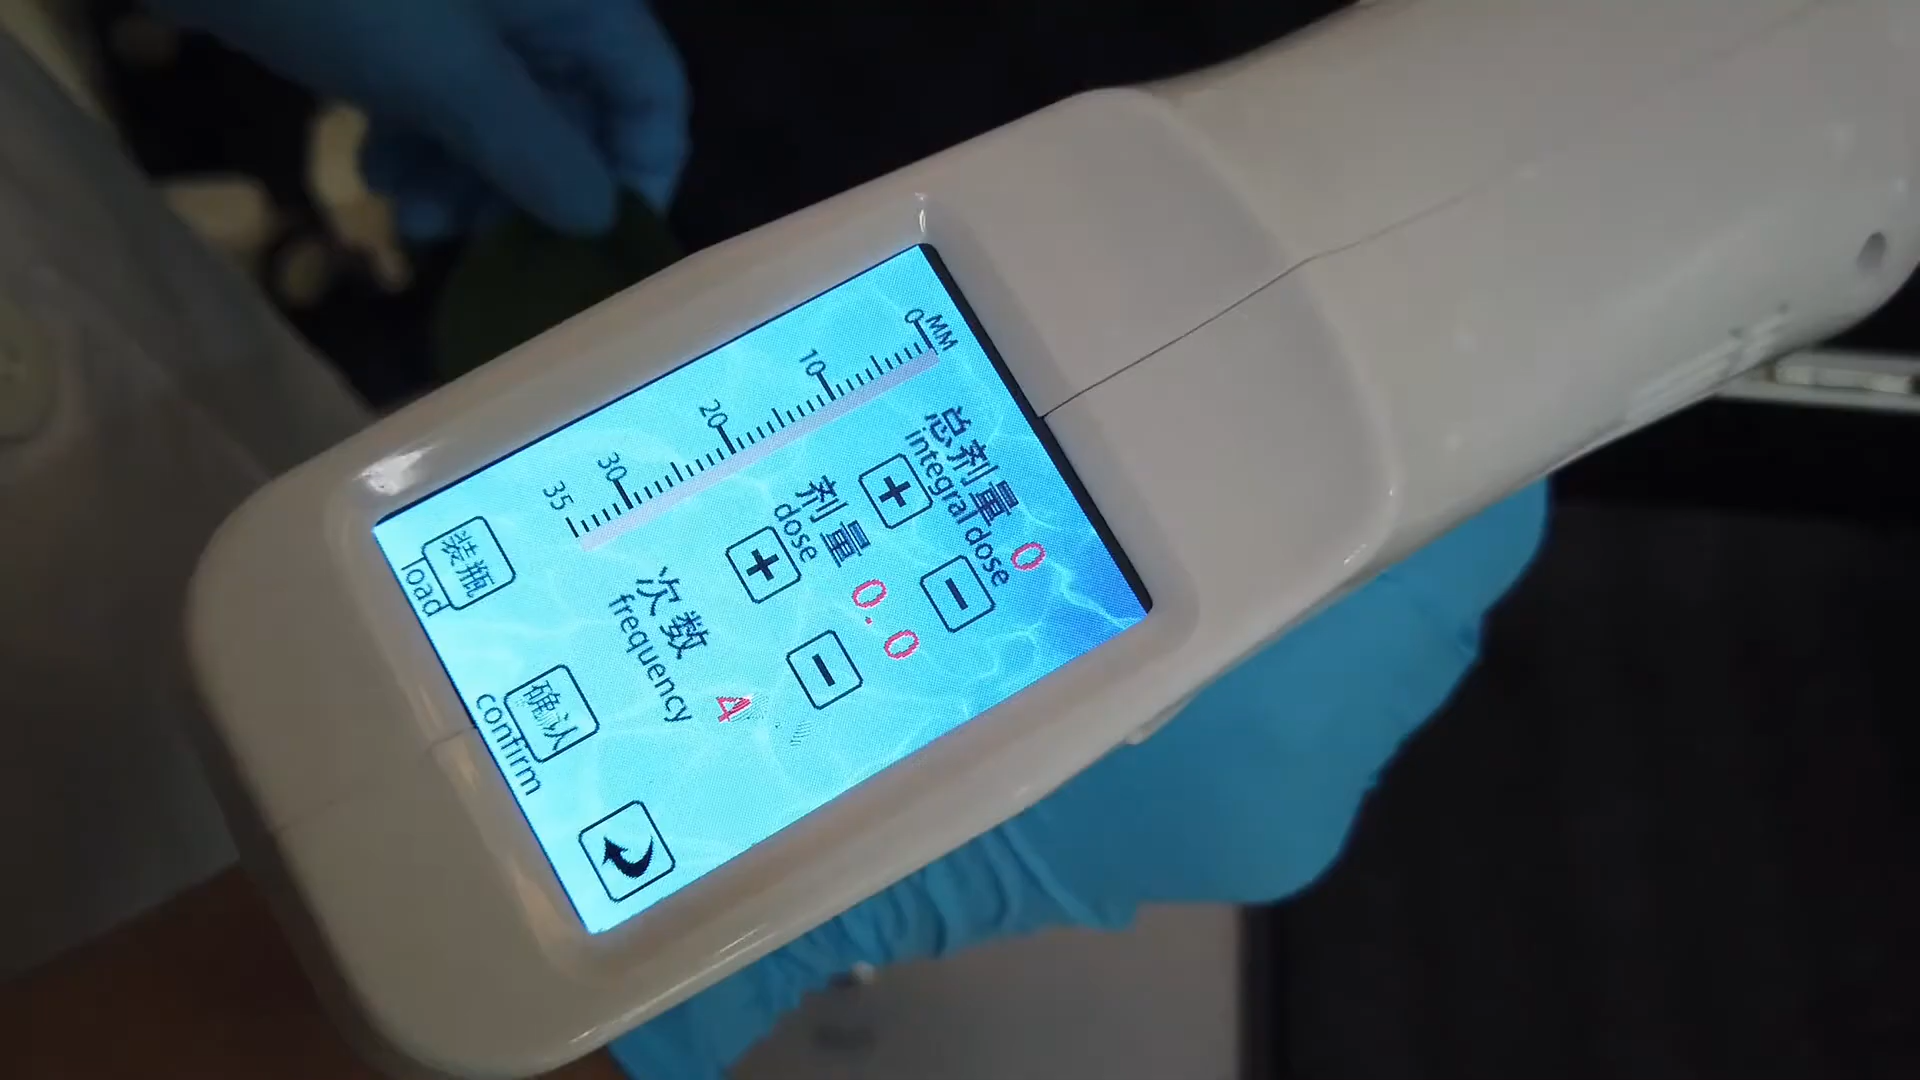 MM
0
10
20
30
35
总剂量 0
integral dose
+
-
剂量 0.0
dose
+
-
次数 4
frequency
装瓶
load
确认
confirm